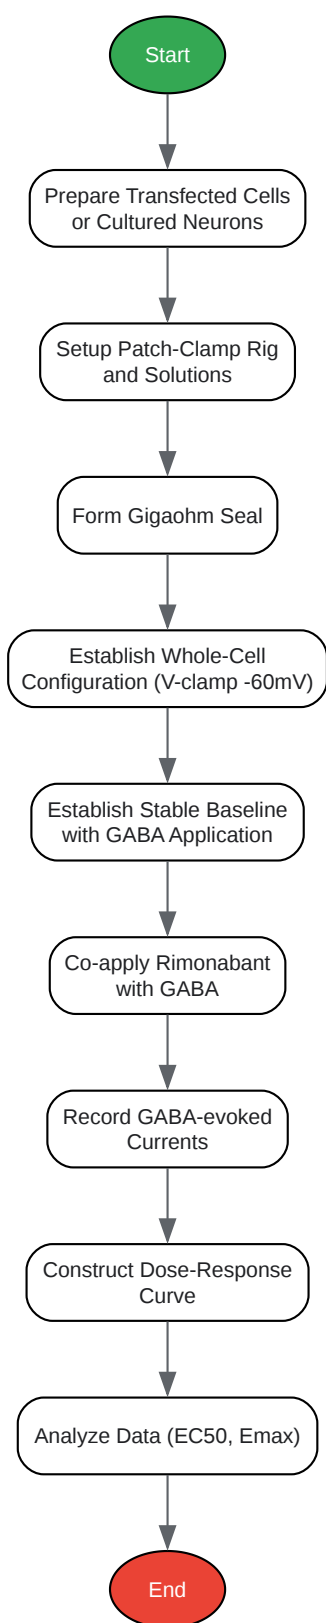 Start
Prepare Transfected Cells
or Cultured Neurons
Setup Patch-Clamp Rig
and Solutions
Form Gigaohm Seal
Establish Whole-Cell
Configuration (V-clamp -60mV)
Establish Stable Baseline
with GABA Application
Co-apply Rimonabant
with GABA
Record GABA-evoked
Currents
Construct Dose-Response
Curve
Analyze Data (EC50, Emax)
End